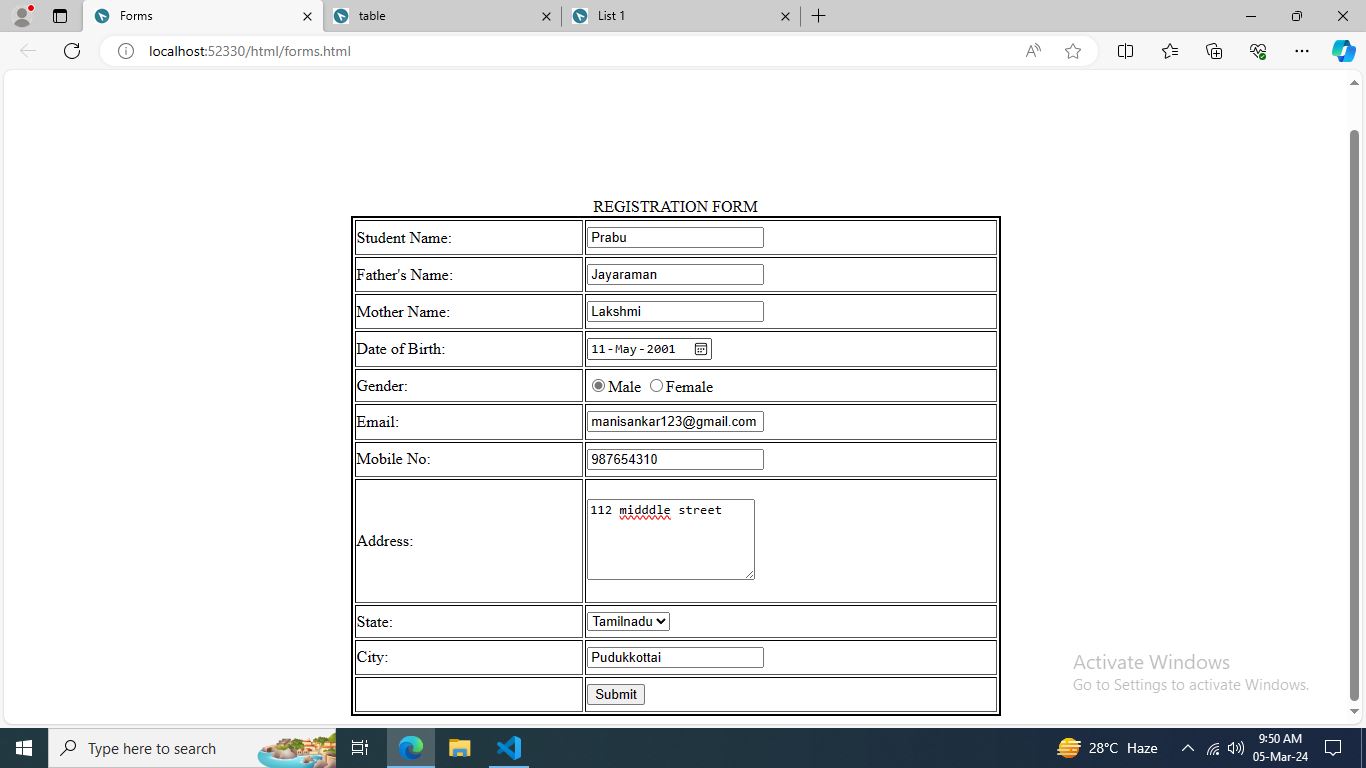 Forms
table
List 1
localhost:52330/html/forms.html
REGISTRATION FORM
Student Name: Prabu
Father's Name: Jayaraman
Mother Name: Lakshmi
Date of Birth: 11-May-2001
Gender: Male Female
Email: manisankar123@gmail.com
Mobile No: 987654310
Address: 112 midddle street
State: Tamilnadu
City: Pudukkottai
Submit
Activate Windows
Go to Settings to activate Windows.
Type here to search
28°C Haze
9:50 AM
05-Mar-24